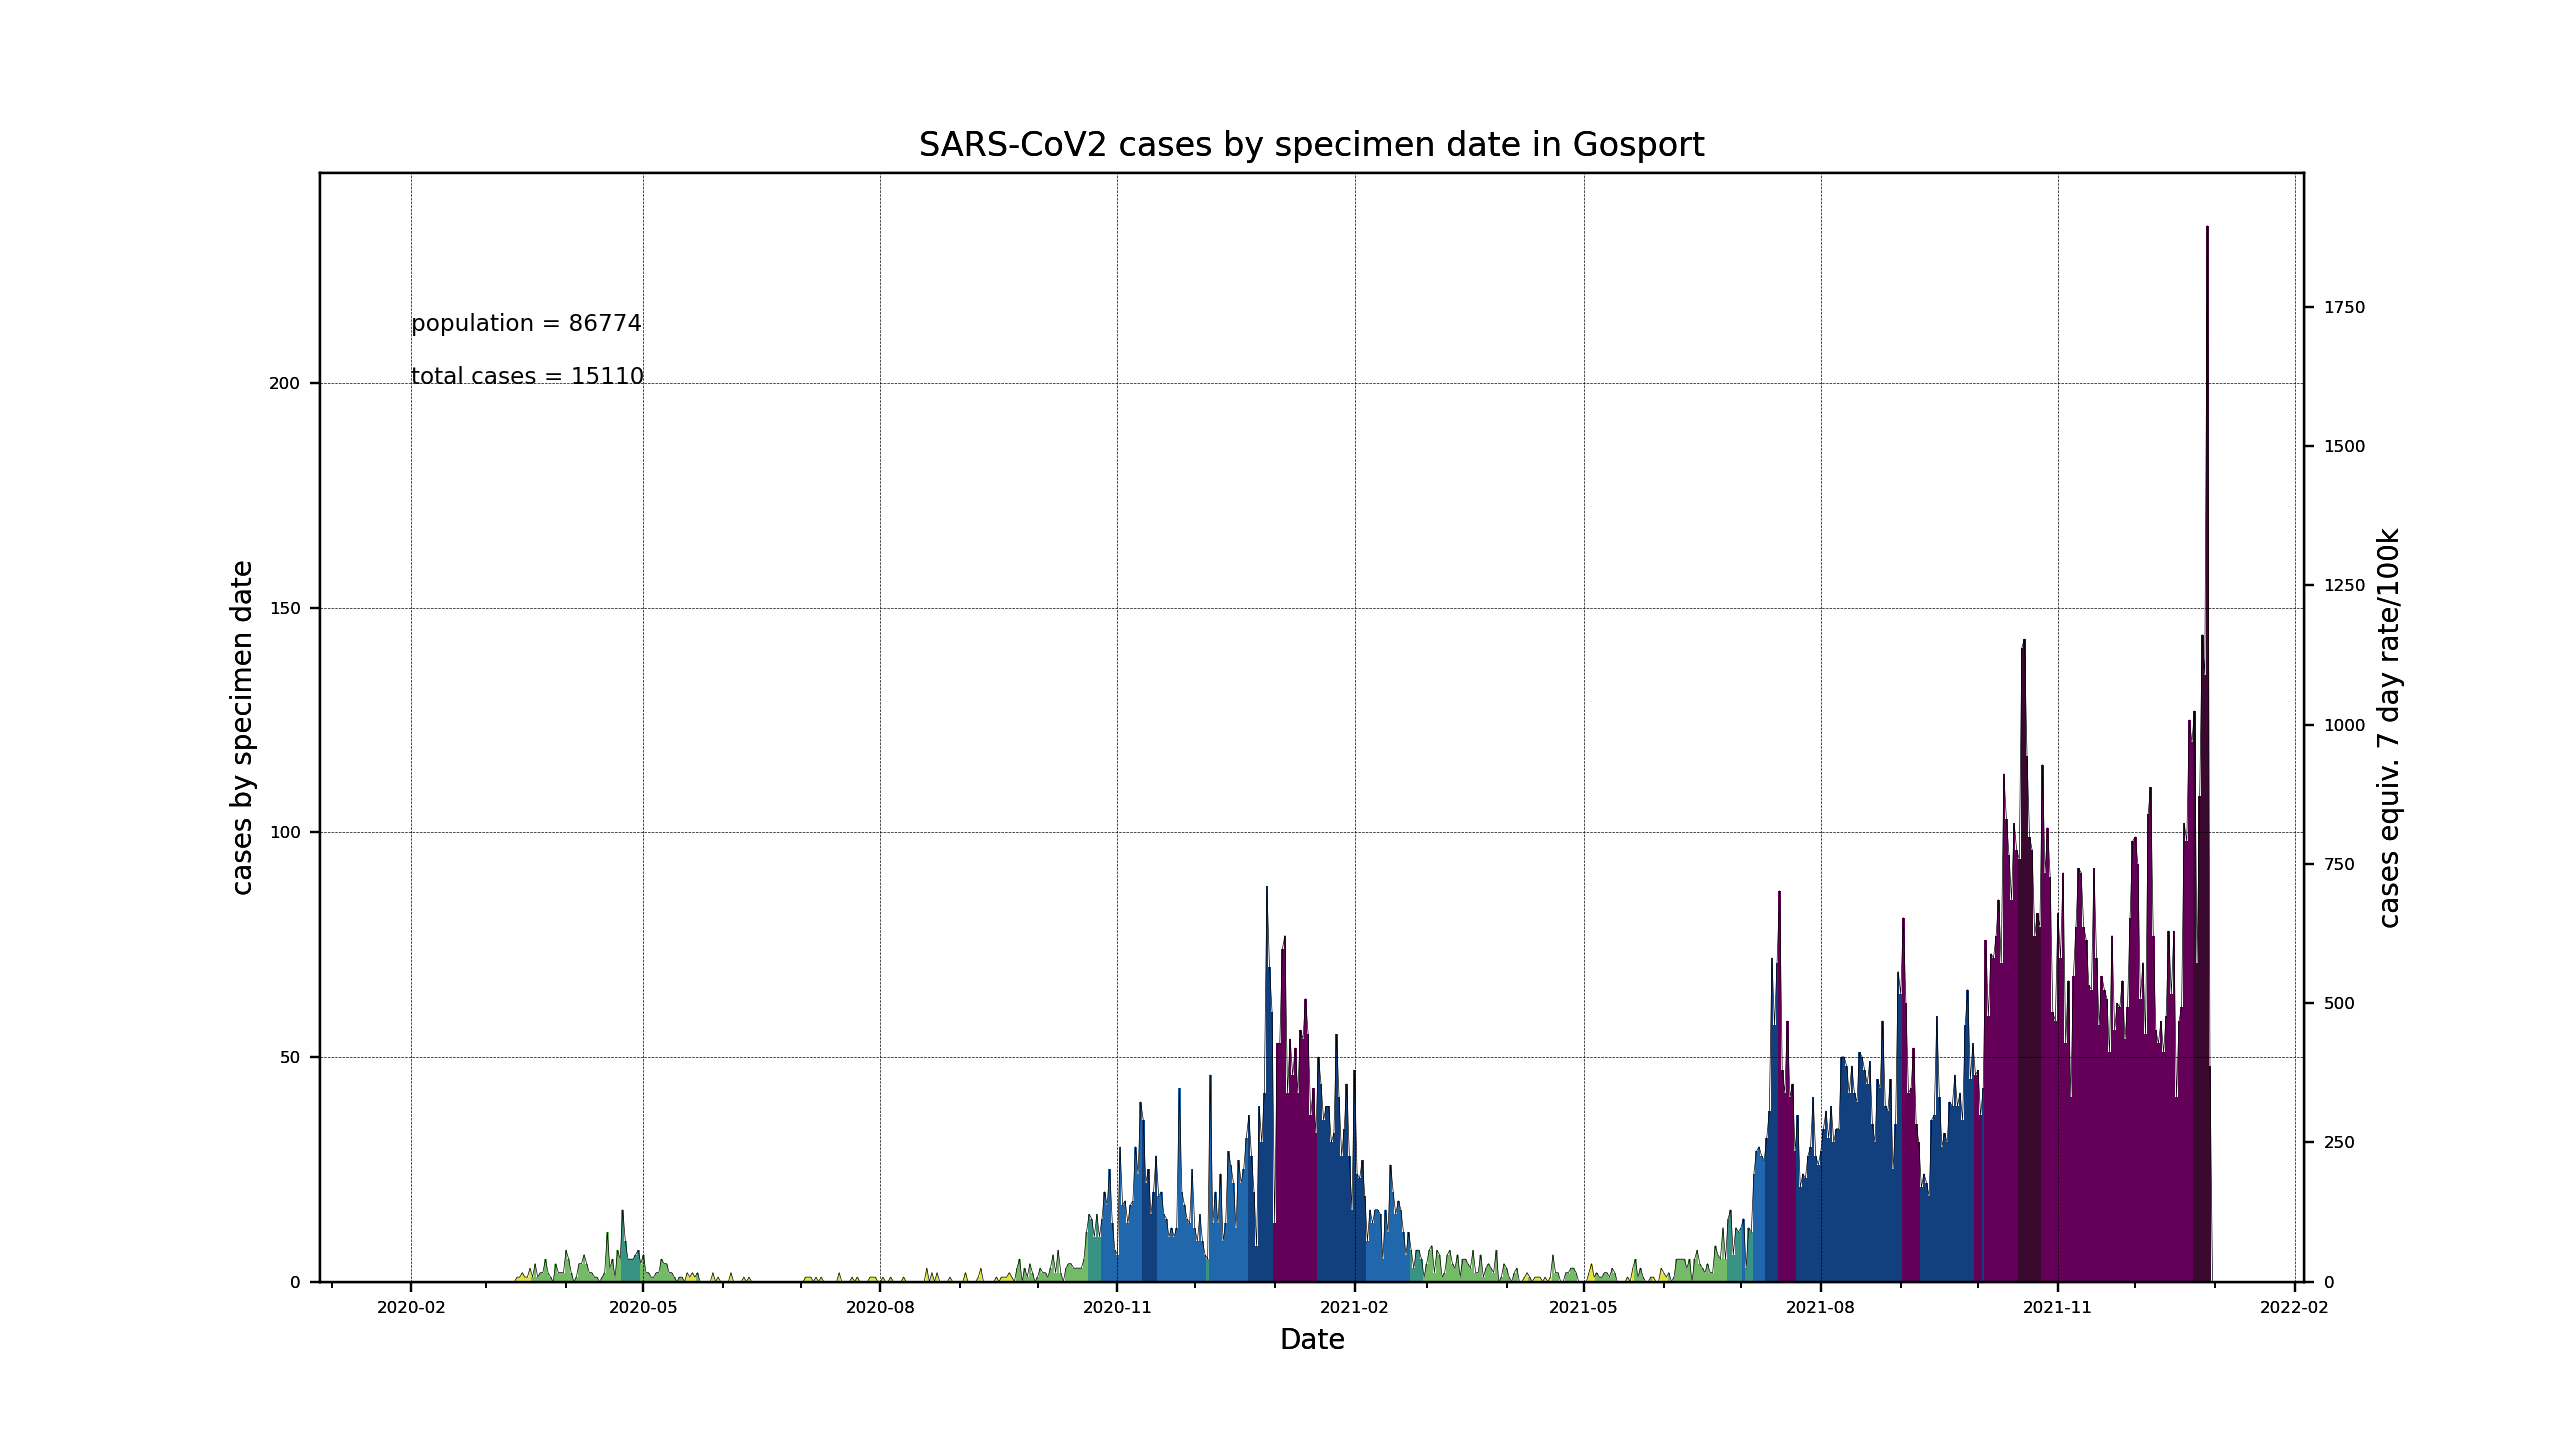 SARS-CoV2 cases by specimen date in Gosport
population = 86774
total cases = 15110
cases by specimen date
200
150
100
50
0
1750
1500
1250
1000
750
500
250
0
cases equiv. 7 day rate/100k
2020-02 2020-05 2020-08 2020-11 2021-02 2021-05 2021-08 2021-11 2022-02
Date